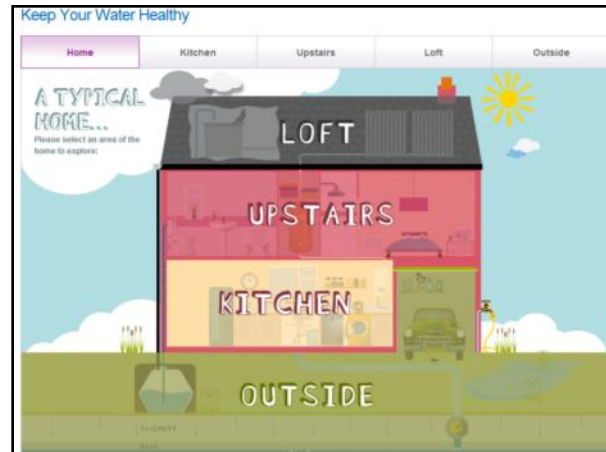 Keep Your Water Healthy
Home Kitchen Upstairs Loft Outside
A TYPICAL
HOME...
Please select an area of the
home to explore:
LOFT
UPSTAIRS
KITCHEN
OUTSIDE
PAVEMENT